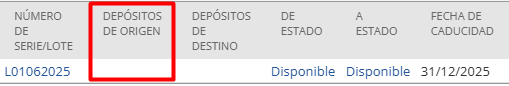 NÚMERO DE SERIE/LOTE
DEPÓSITOS DE ORIGEN
DEPÓSITOS DE DESTINO
DE ESTADO
A ESTADO
FECHA DE CADUCIDAD
L01062025
Disponible
Disponible
31/12/2025